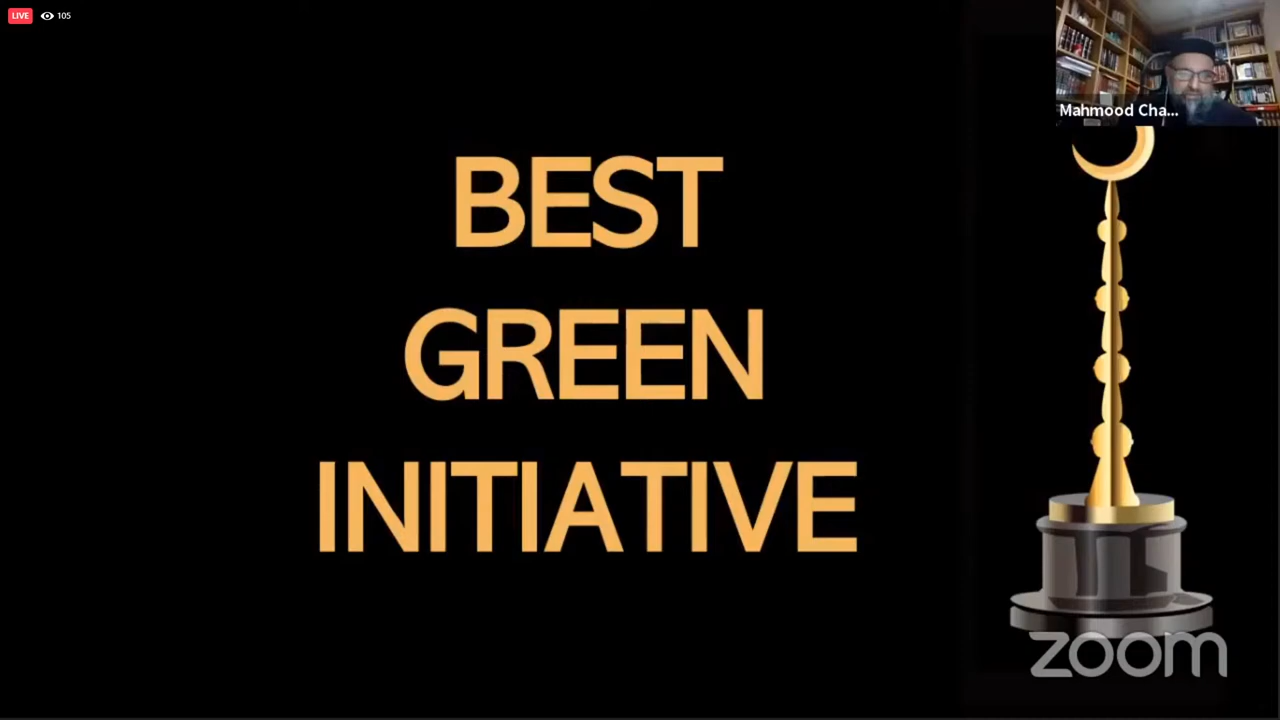 LIVE 105
Mahmood Cha...
BEST
GREEN
INITIATIVE
zoom